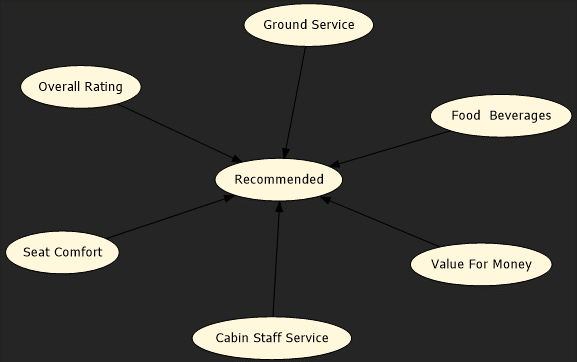 Ground Service
Overall Rating
Food  Beverages
Recommended
Seat Comfort
Value For Money
Cabin Staff Service